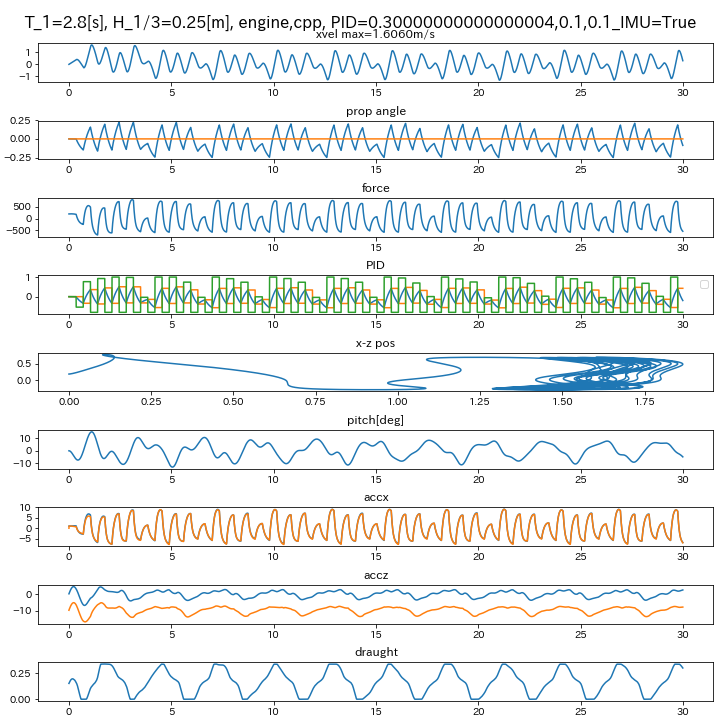 T_1=2.8[s], H_1/3=0.25[m], engine,cpp, PID=0.30000000000000004,0.1,0.1_IMU=True
xvel max=1.6060m/s
1
0
−1
0 5 10 15 20 25 30
prop angle
0.25
0.00
−0.25
0 5 10 15 20 25 30
force
500
0
−500
0 5 10 15 20 25 30
PID
1
0
0 5 10 15 20 25 30
x-z pos
0.5
0.0
0.00 0.25 0.50 0.75 1.00 1.25 1.50 1.75
pitch[deg]
10
0
−10
0 5 10 15 20 25 30
accx
10
5
0
−5
0 5 10 15 20 25 30
accz
0
−10
0 5 10 15 20 25 30
draught
0.25
0.00
0 5 10 15 20 25 30